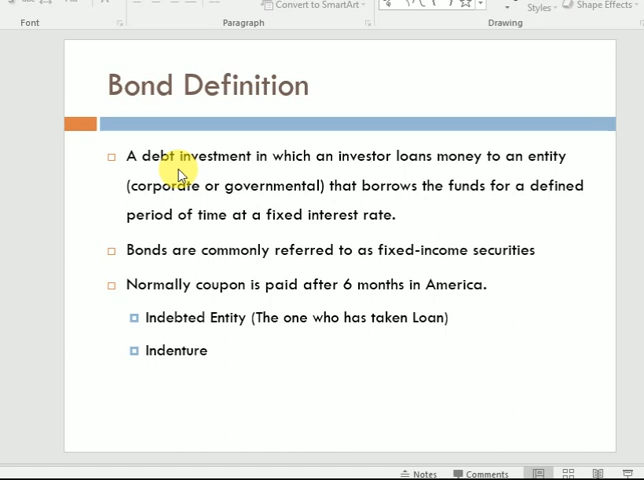 Convert to SmartArt
Shape Effects
Styles
Font
Paragraph
Drawing
Bond Definition
A debt investment in which an investor loans money to an entity
(corporate or governmental) that borrows the funds for a defined
period of time at a fixed interest rate.
Bonds are commonly referred to as fixed-income securities
Normally coupon is paid after 6 months in America.
Indebted Entity (The one who has taken Loan)
Indenture
Notes
Comments